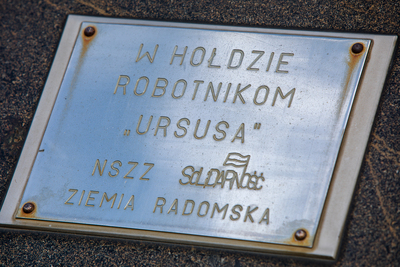 W HOŁDZIE
ROBOTNIKOM
„URSUSA"
NSZZ SOLIDARNOŚĆ
ZIEMIA RADOMSKA